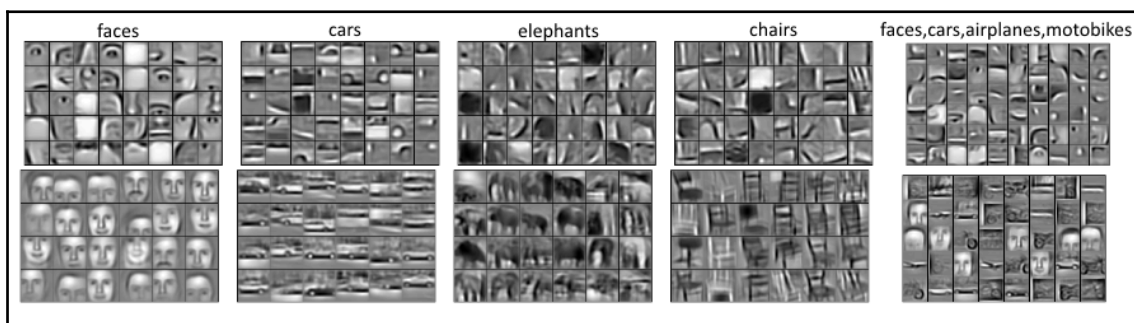 faces
cars
elephants
chairs
faces,cars,airplanes,motobikes